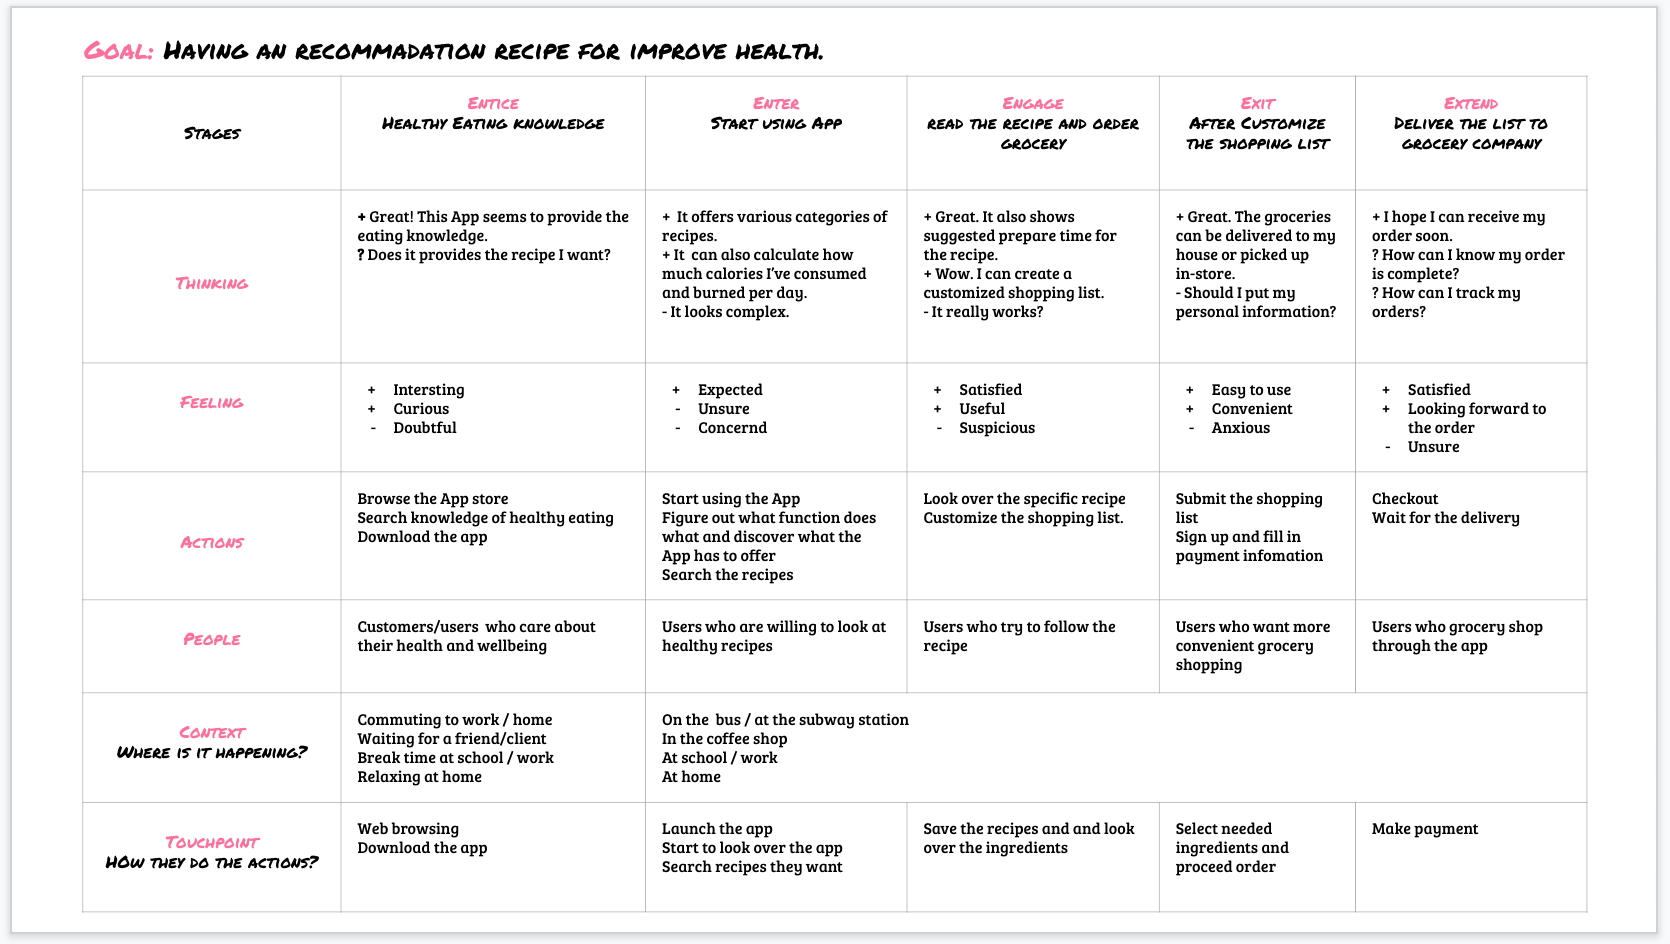 Goal: Having an recommadation recipe for improve health.
Stages
Entice
Healthy Eating knowledge
Enter
Start using App
Engage
read the recipe and order
grocery
Exit
After Customize
the shopping list
Extend
Deliver the list to
grocery company
Thinking
+ Great! This App seems to provide the
eating knowledge.
? Does it provides the recipe I want?
+ It offers various categories of
recipes.
+ It can also calculate how
much calories I've consumed
and burned per day.
- It looks complex.
+ Great. It also shows
suggested prepare time for
the recipe.
+ Wow. I can create a
customized shopping list.
- It really works?
+ Great. The groceries
can be delivered to my
house or picked up
in-store.
- Should I put my
personal information?
+ I hope I can receive my
order soon.
? How can I know my order
is complete?
? How can I track my
orders?
Feeling
+ Intersting
+ Curious
- Doubtful
+ Expected
- Unsure
- Concernd
+ Satisfied
+ Useful
- Suspicious
+ Easy to use
+ Convenient
- Anxious
+ Satisfied
+ Looking forward to
the order
- Unsure
Actions
Browse the App store
Search knowledge of healthy eating
Download the app
Start using the App
Figure out what function does
what and discover what the
App has to offer
Search the recipes
Look over the specific recipe
Customize the shopping list.
Submit the shopping
list
Sign up and fill in
payment infomation
Checkout
Wait for the delivery
People
Customers/users who care about
their health and wellbeing
Users who are willing to look at
healthy recipes
Users who try to follow the
recipe
Users who want more
convenient grocery
shopping
Users who grocery shop
through the app
Context
Where is it happening?
Commuting to work / home
Waiting for a friend/client
Break time at school / work
Relaxing at home
On the bus / at the subway station
In the coffee shop
At school / work
At home
Touchpoint
HOw they do the actions?
Web browsing
Download the app
Launch the app
Start to look over the app
Search recipes they want
Save the recipes and and look
over the ingredients
Select needed
ingredients and
proceed order
Make payment